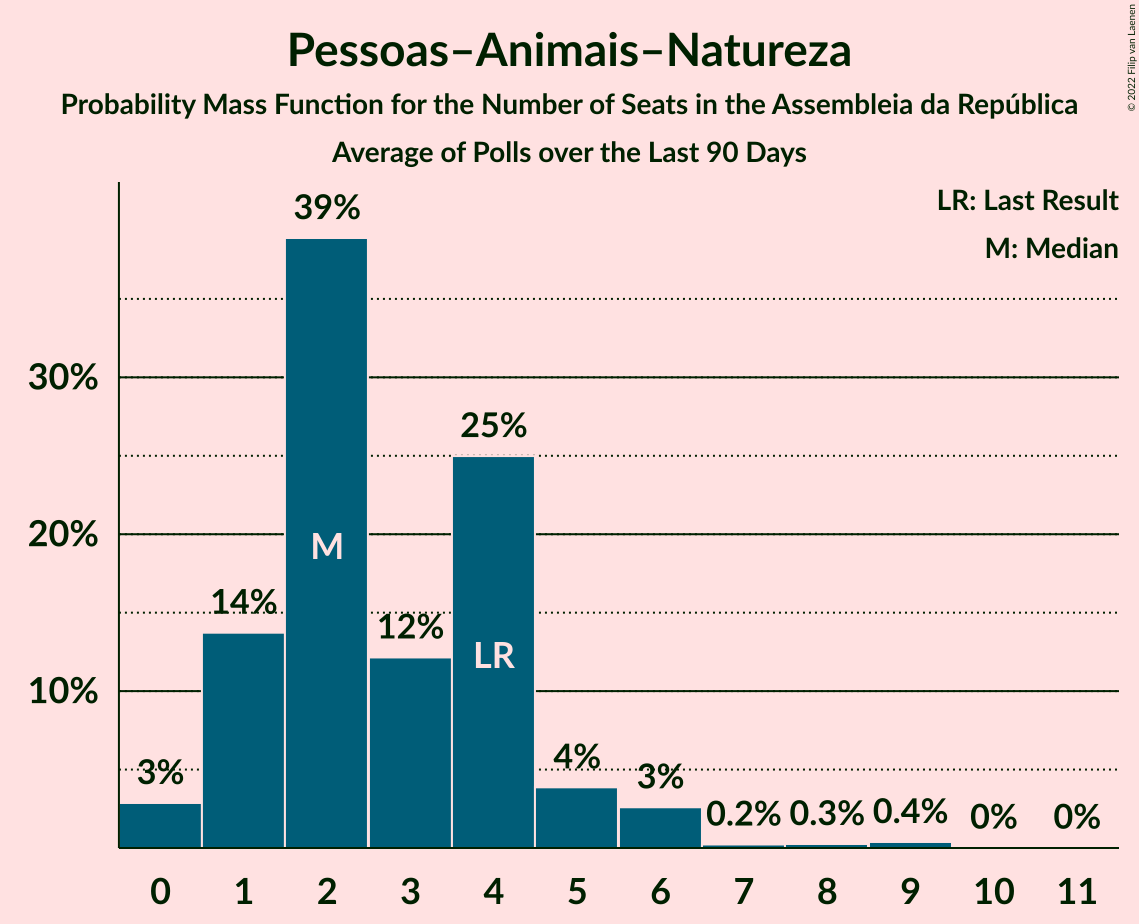 Pessoas–Animais–Natureza
Probability Mass Function for the Number of Seats in the Assembleia da República
Average of Polls over the Last 90 Days
© 2022 Filip van Laenen
LR: Last Result
M: Median
39%
30%
25%
20%
M
14%
12%
LR
10%
3%
4%
3%
0.2%
0.3%
0.4%
0%
0%
0 1 2 3 4 5 6 7 8 9 10 11